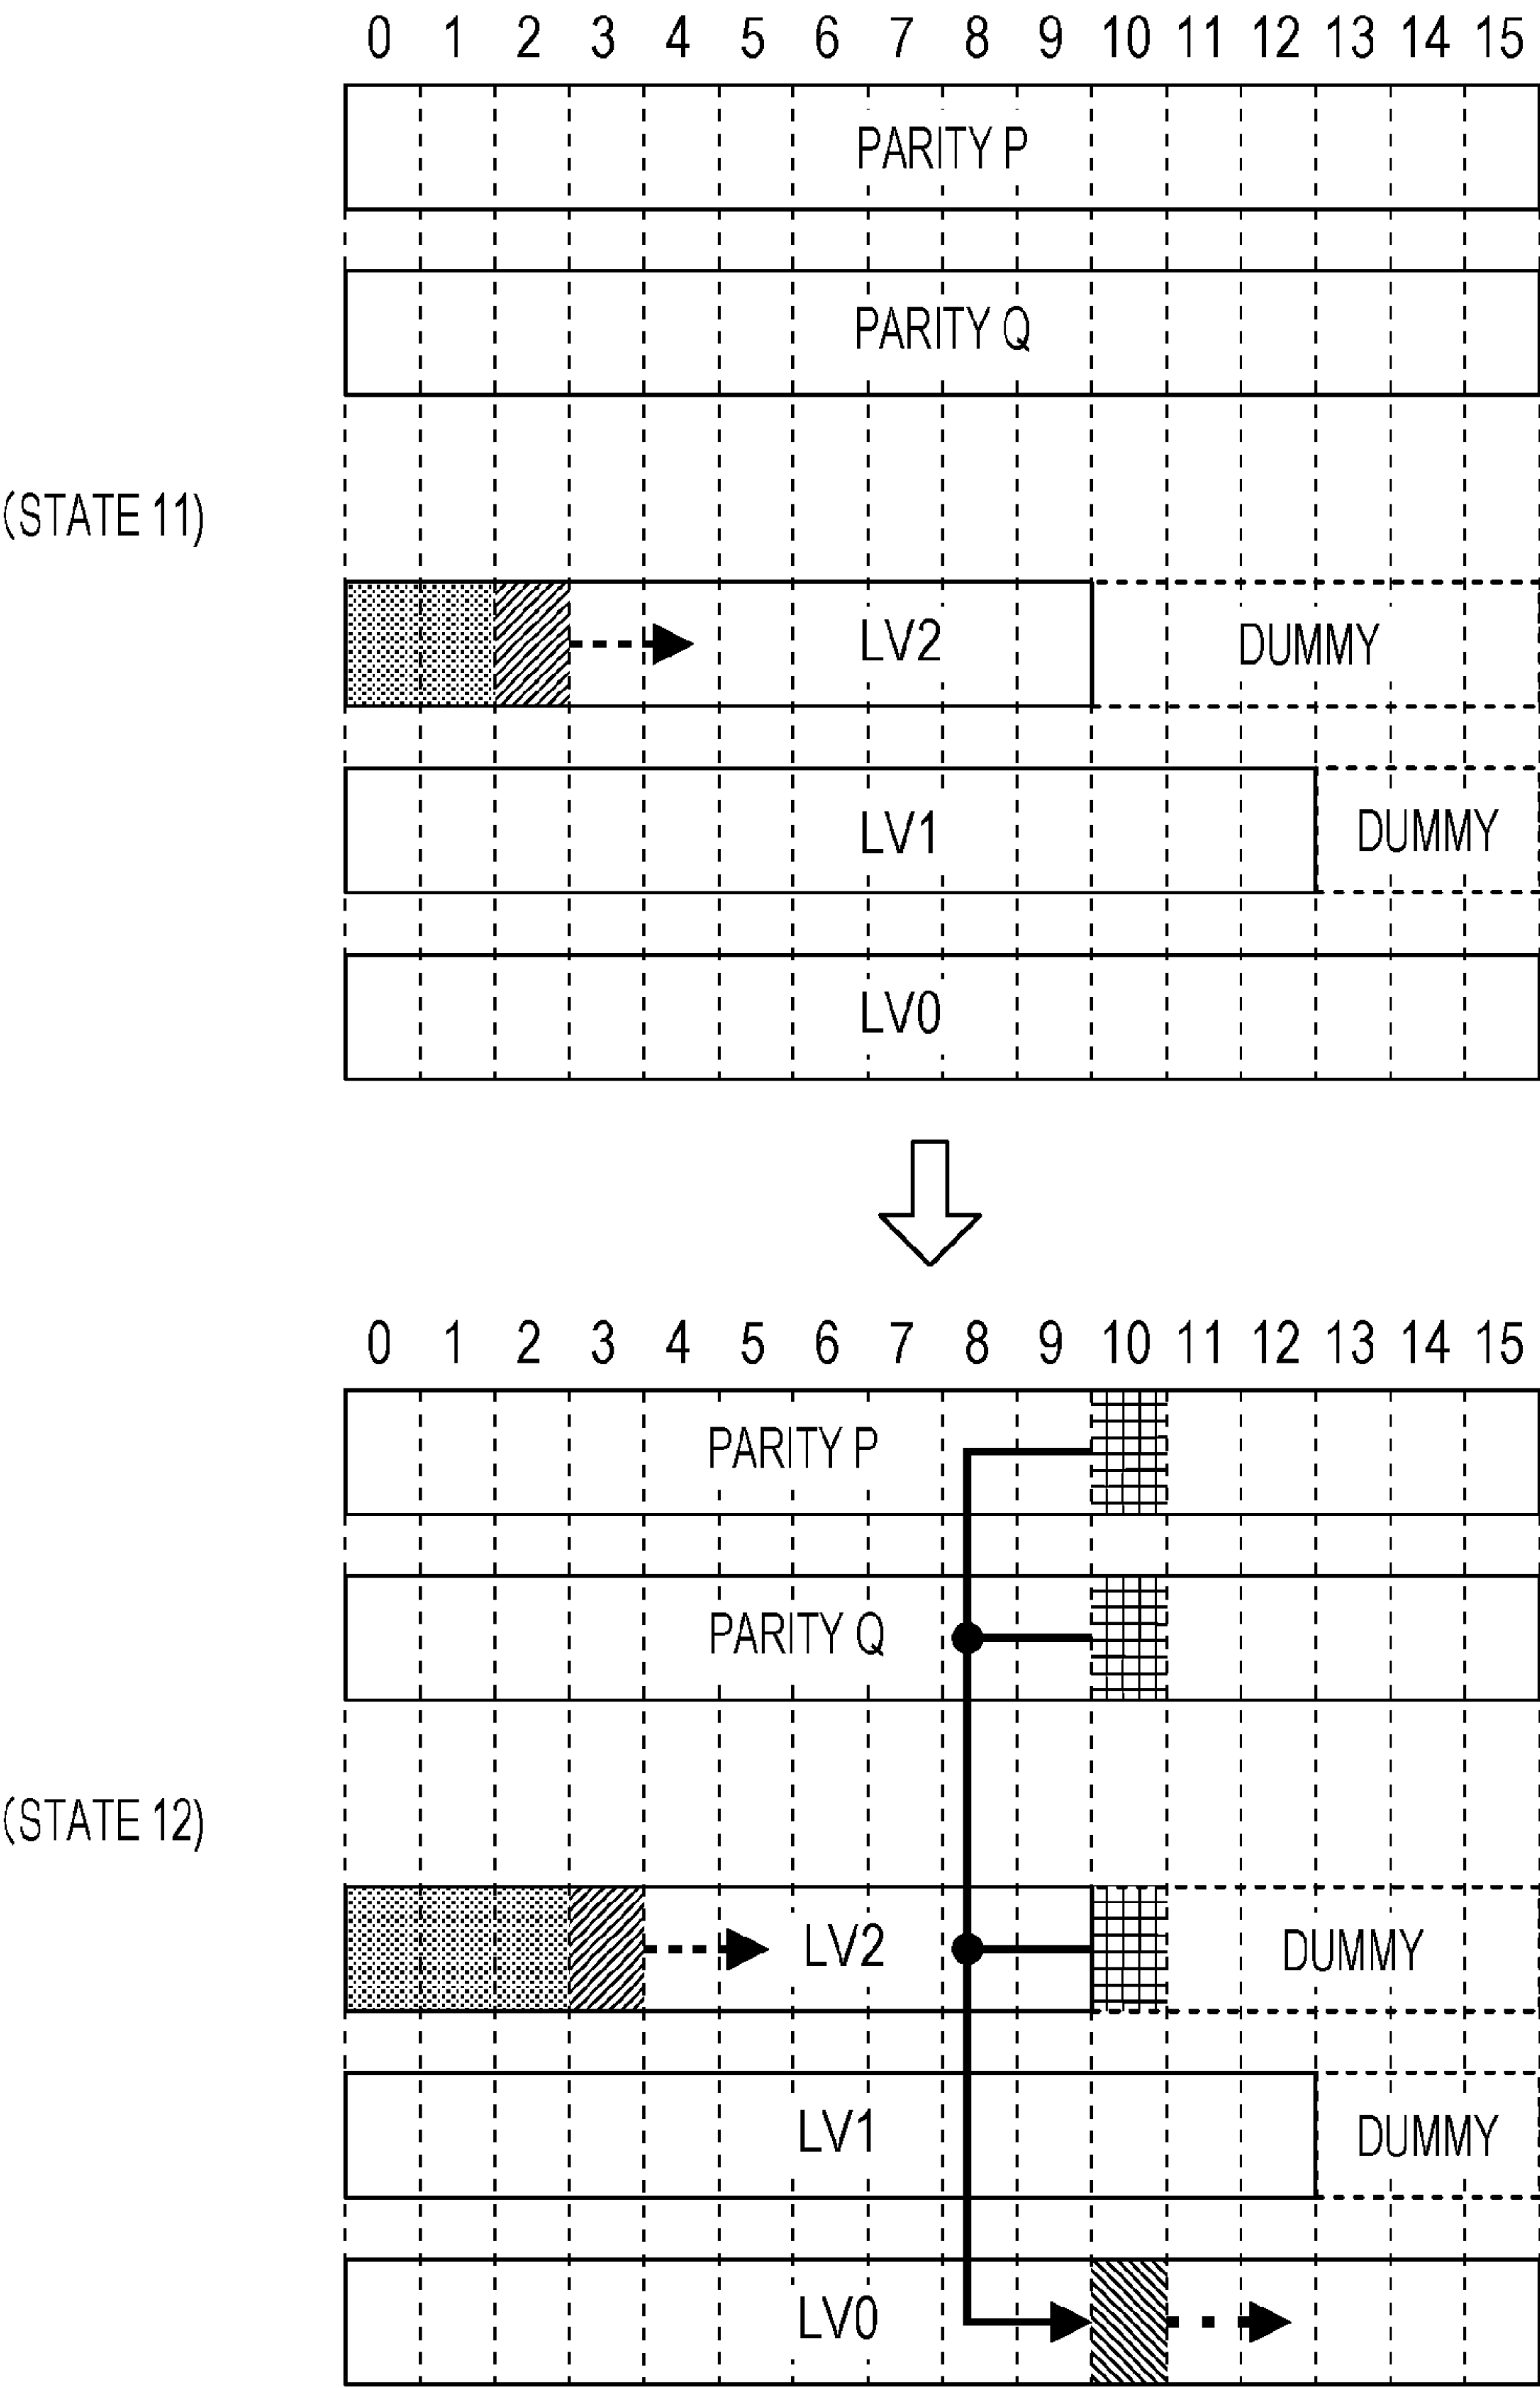 0 1 2 3 4 5 6 7 8 9 10 11 12 13 14 15
PARITY P
PARITY Q
(STATE 11)
LV2 DUMMY
LV1 DUMMY
LV0
0 1 2 3 4 5 6 7 8 9 10 11 12 13 14 15
PARITY P
PARITY Q
(STATE 12)
LV2 DUMMY
LV1 DUMMY
LV0